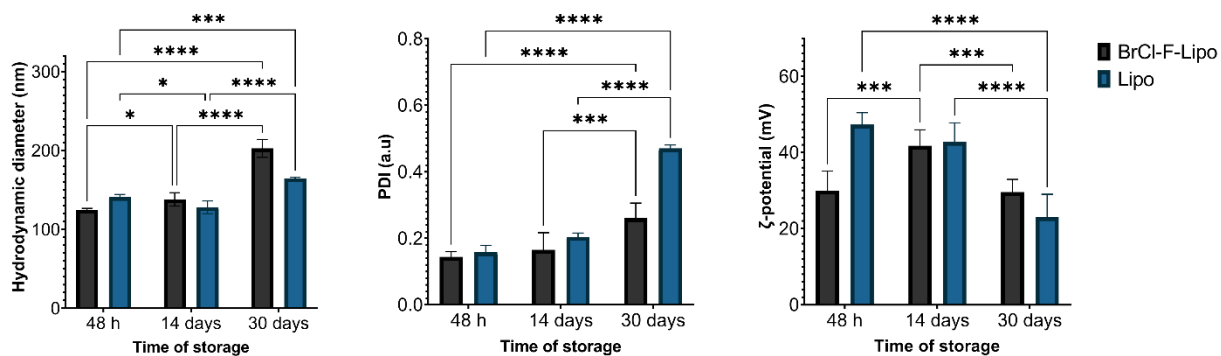 Hydrodynamic diameter (nm)
300
200
100
0
***
****
*
****
*
****
48 h
14 days
30 days
Time of storage
PDI (a.u)
0.8
0.6
0.4
0.2
0.0
****
****
****
***
48 h
14 days
30 days
Time of storage
ζ-potential (mV)
60
40
20
0
****
***
***
****
48 h
14 days
30 days
Time of storage
BrCl-F-Lipo
Lipo